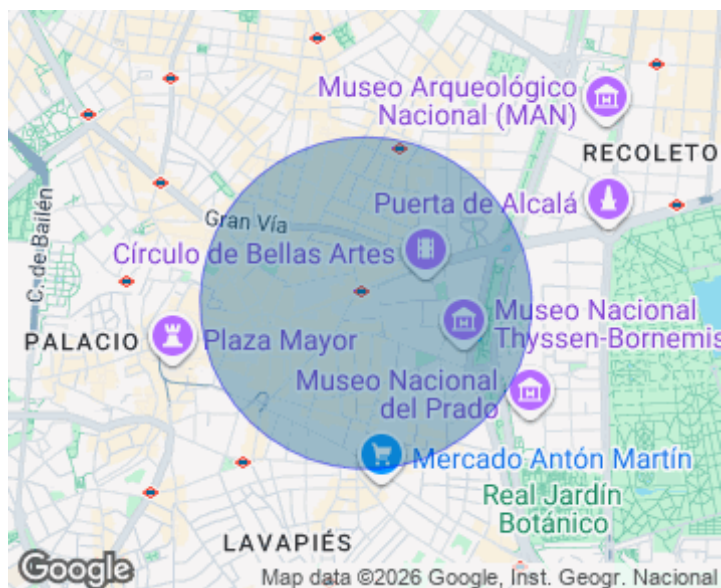 Museo Arqueológico
Nacional (MAN)
RECOLETO
C. de Bailén
Puerta de Alcalá
Gran Vía
Círculo de Bellas Artes
Museo Nacional
Thyssen-Bornemis
PALACIO
Plaza Mayor
Museo Nacional
del Prado
Mercado Antón Martín
Real Jardín
Botánico
LAVAPIÉS
Google
Map data ©2026 Google, Inst. Geogr. Nacional